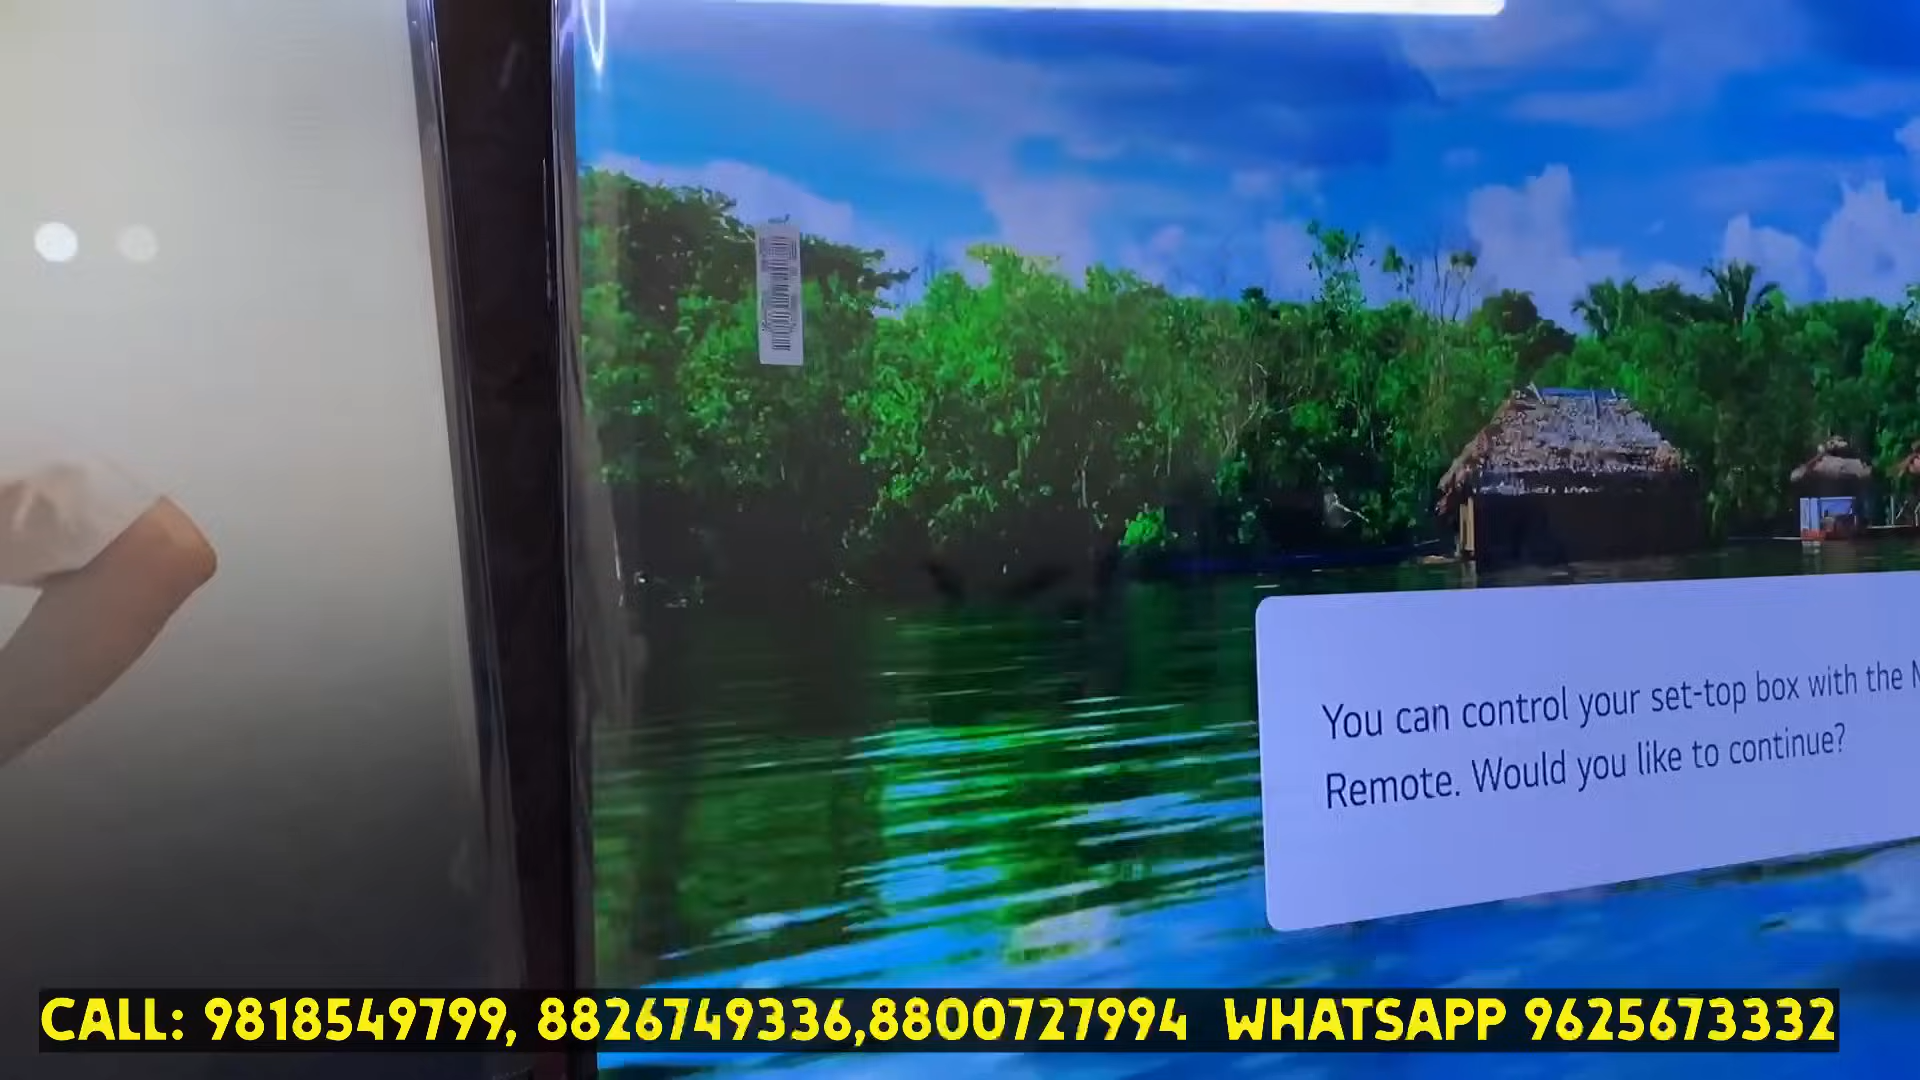 You can control your set-top box with the
Remote. Would you like to continue?
CALL: 9818549799, 8826749336,8800727994 WHATSAPP 9625673332